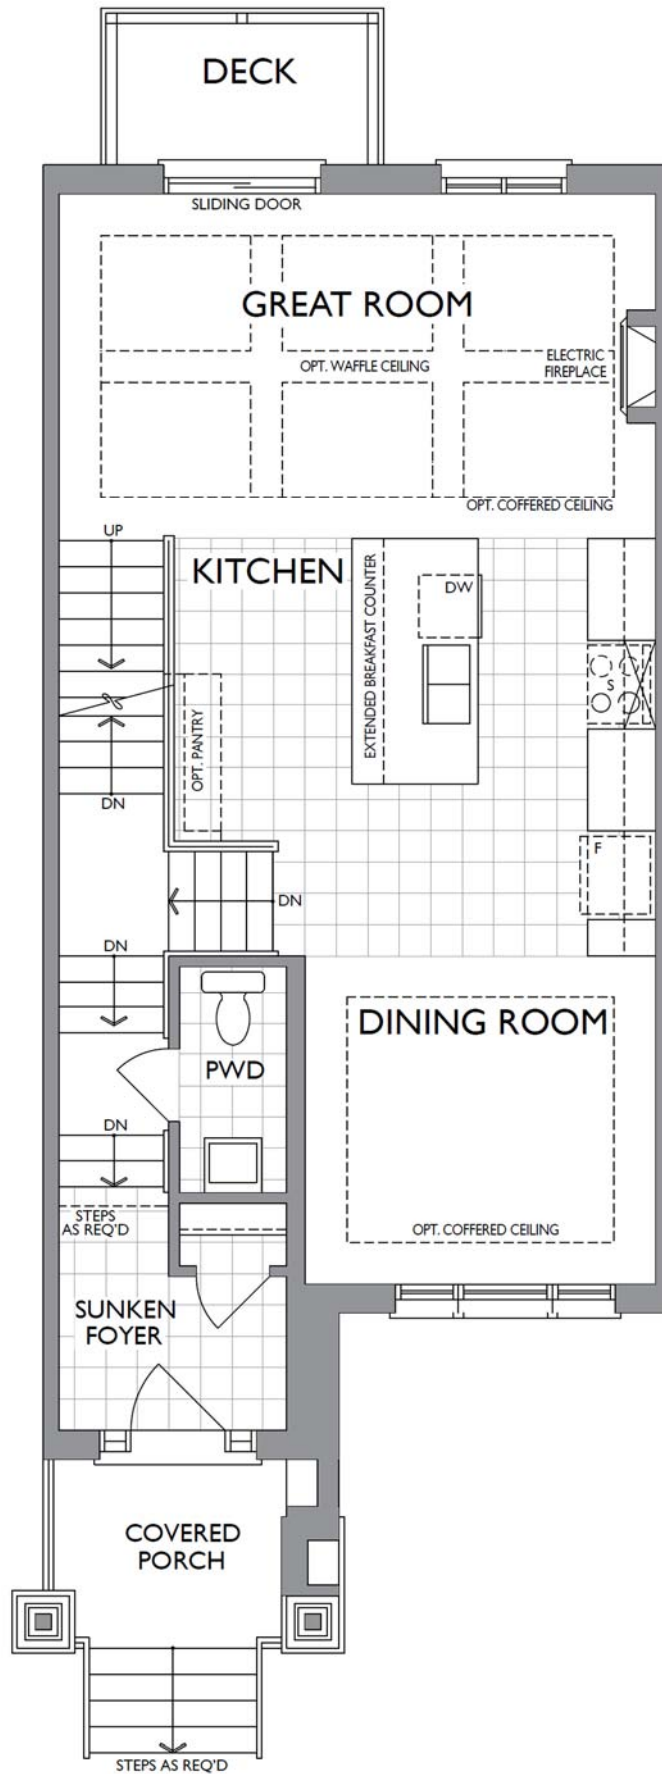 DECK
SLIDING DOOR
GREAT ROOM
OPT. WAFFLE CEILING
ELECTRIC
FIREPLACE
OPT. COFFERED CEILING
UP
KITCHEN
EXTENDED BREAKFAST COUNTER
DW
S
OPT. PANTRY
DN
F
DN
DN
DINING ROOM
PWD
DN
STEPS
AS REQ'D
OPT. COFFERED CEILING
SUNKEN
FOYER
COVERED
PORCH
STEPS AS REQ'D